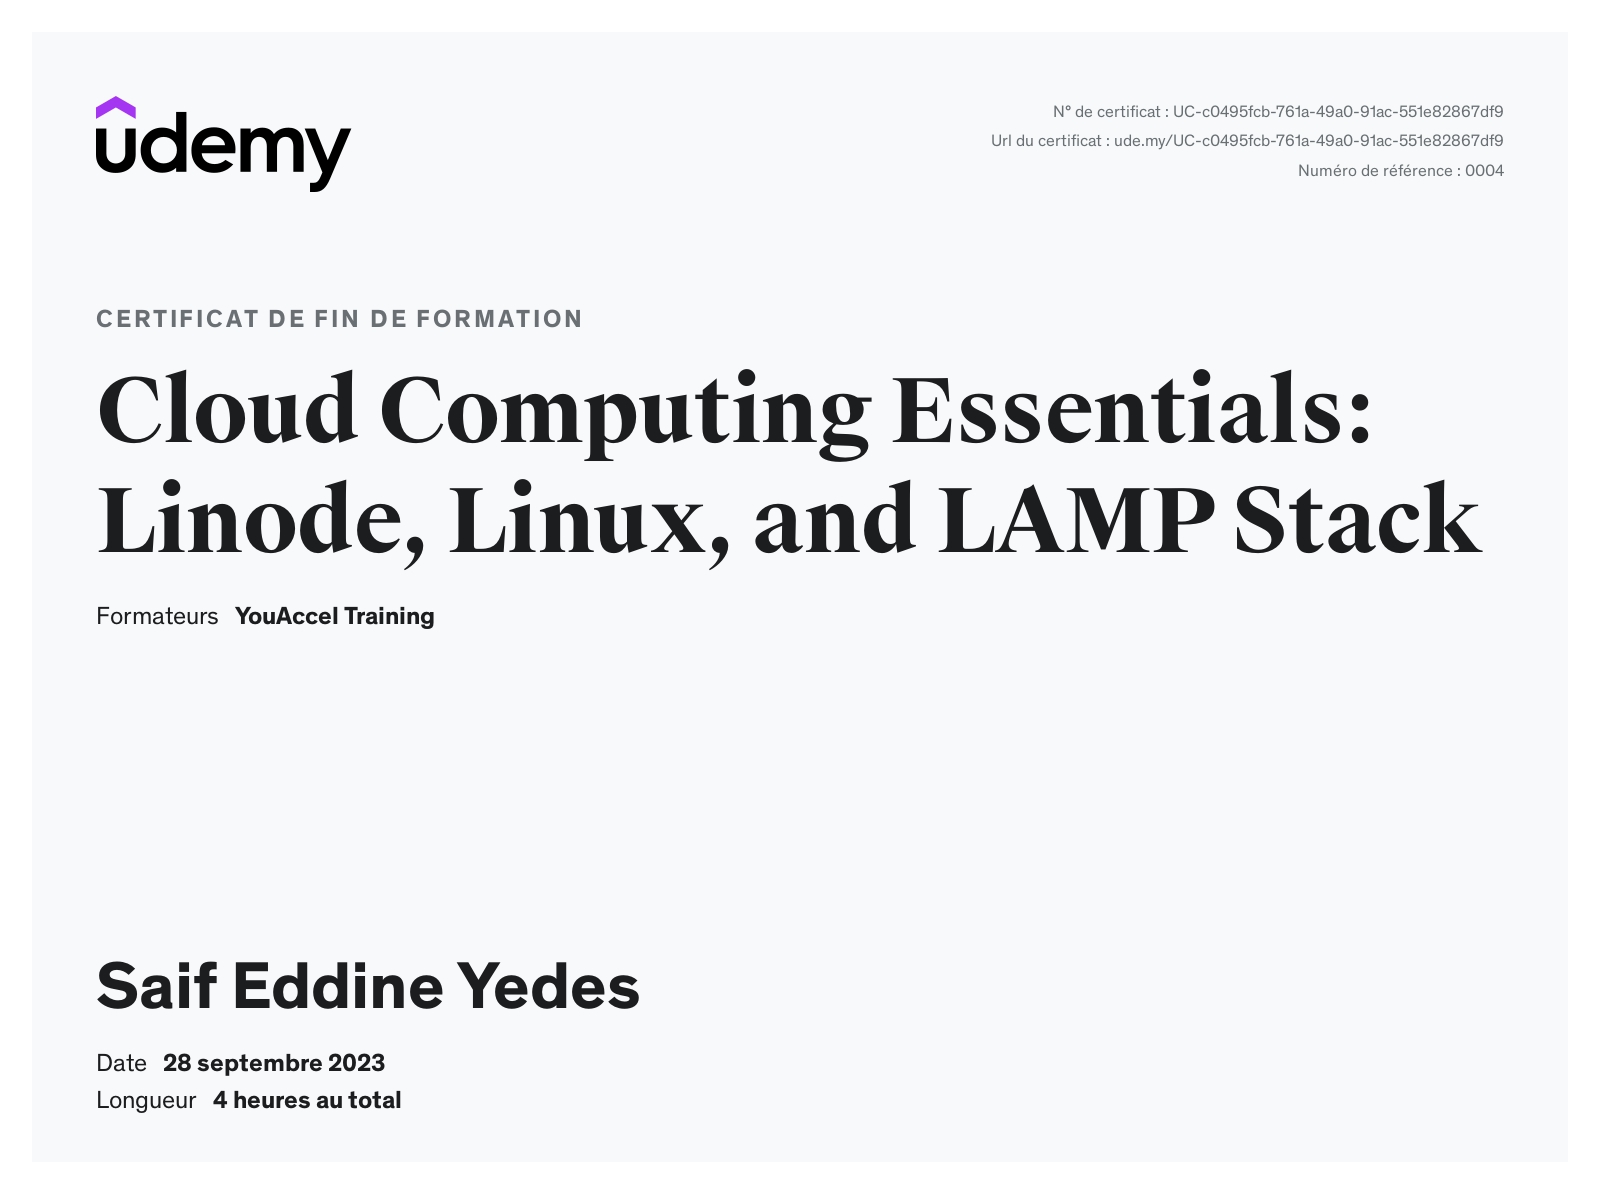 udemy
N° de certificat : UC-c0495fcb-761a-49a0-91ac-551e82867df9
Url du certificat : ude.my/UC-c0495fcb-761a-49a0-91ac-551e82867df9
Numéro de référence : 0004
CERTIFICAT DE FIN DE FORMATION
Cloud Computing Essentials:
Linode, Linux, and LAMP Stack
Formateurs YouAccel Training
Saif Eddine Yedes
Date 28 septembre 2023
Longueur 4 heures au total